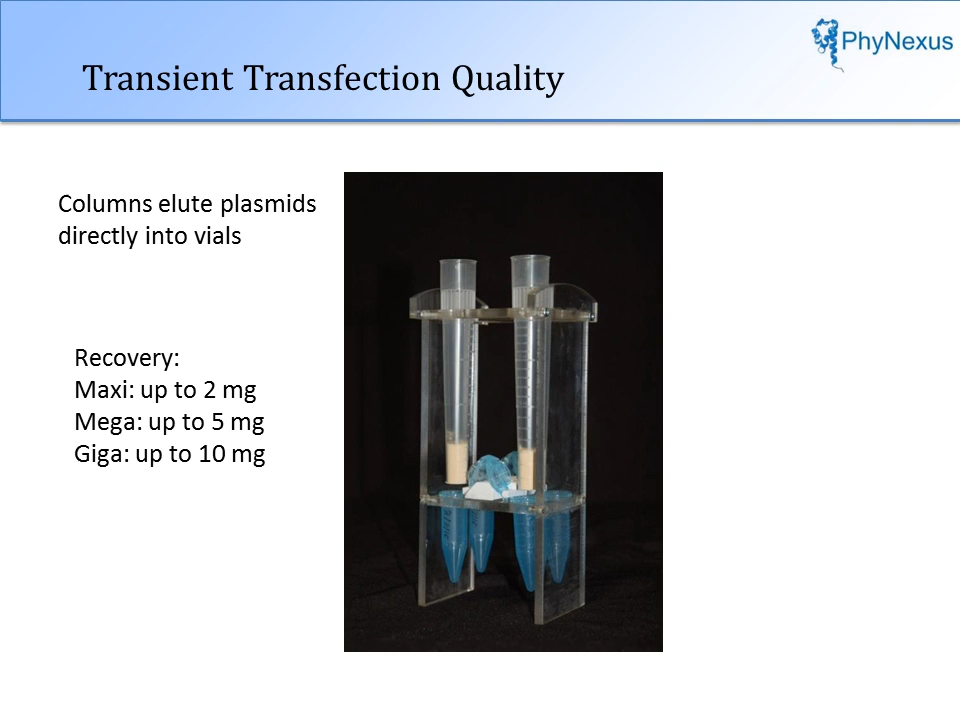 PhyNexus
Transient Transfection Quality
Columns elute plasmids
directly into vials
Recovery:
Maxi: up to 2 mg
Mega: up to 5 mg
Giga: up to 10 mg